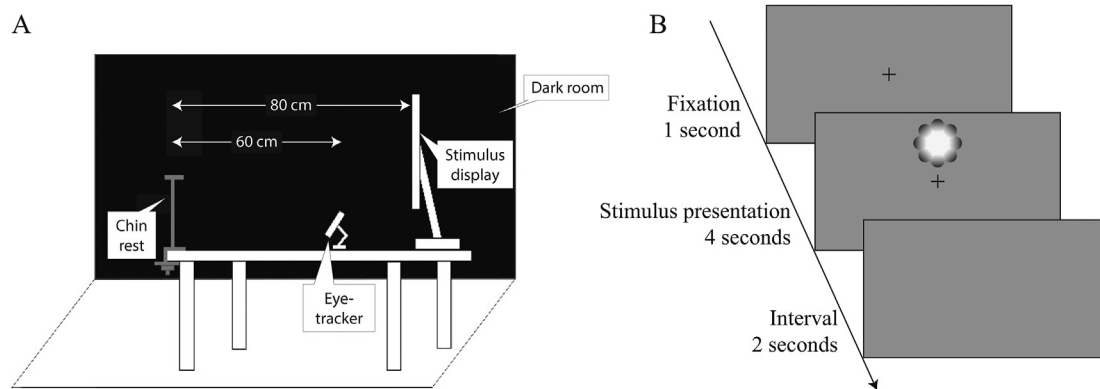 A
Dark room
80 cm
60 cm
Stimulus
display
Chin
rest
Eye-
tracker
B
Fixation
1 second
Stimulus presentation
4 seconds
Interval
2 seconds